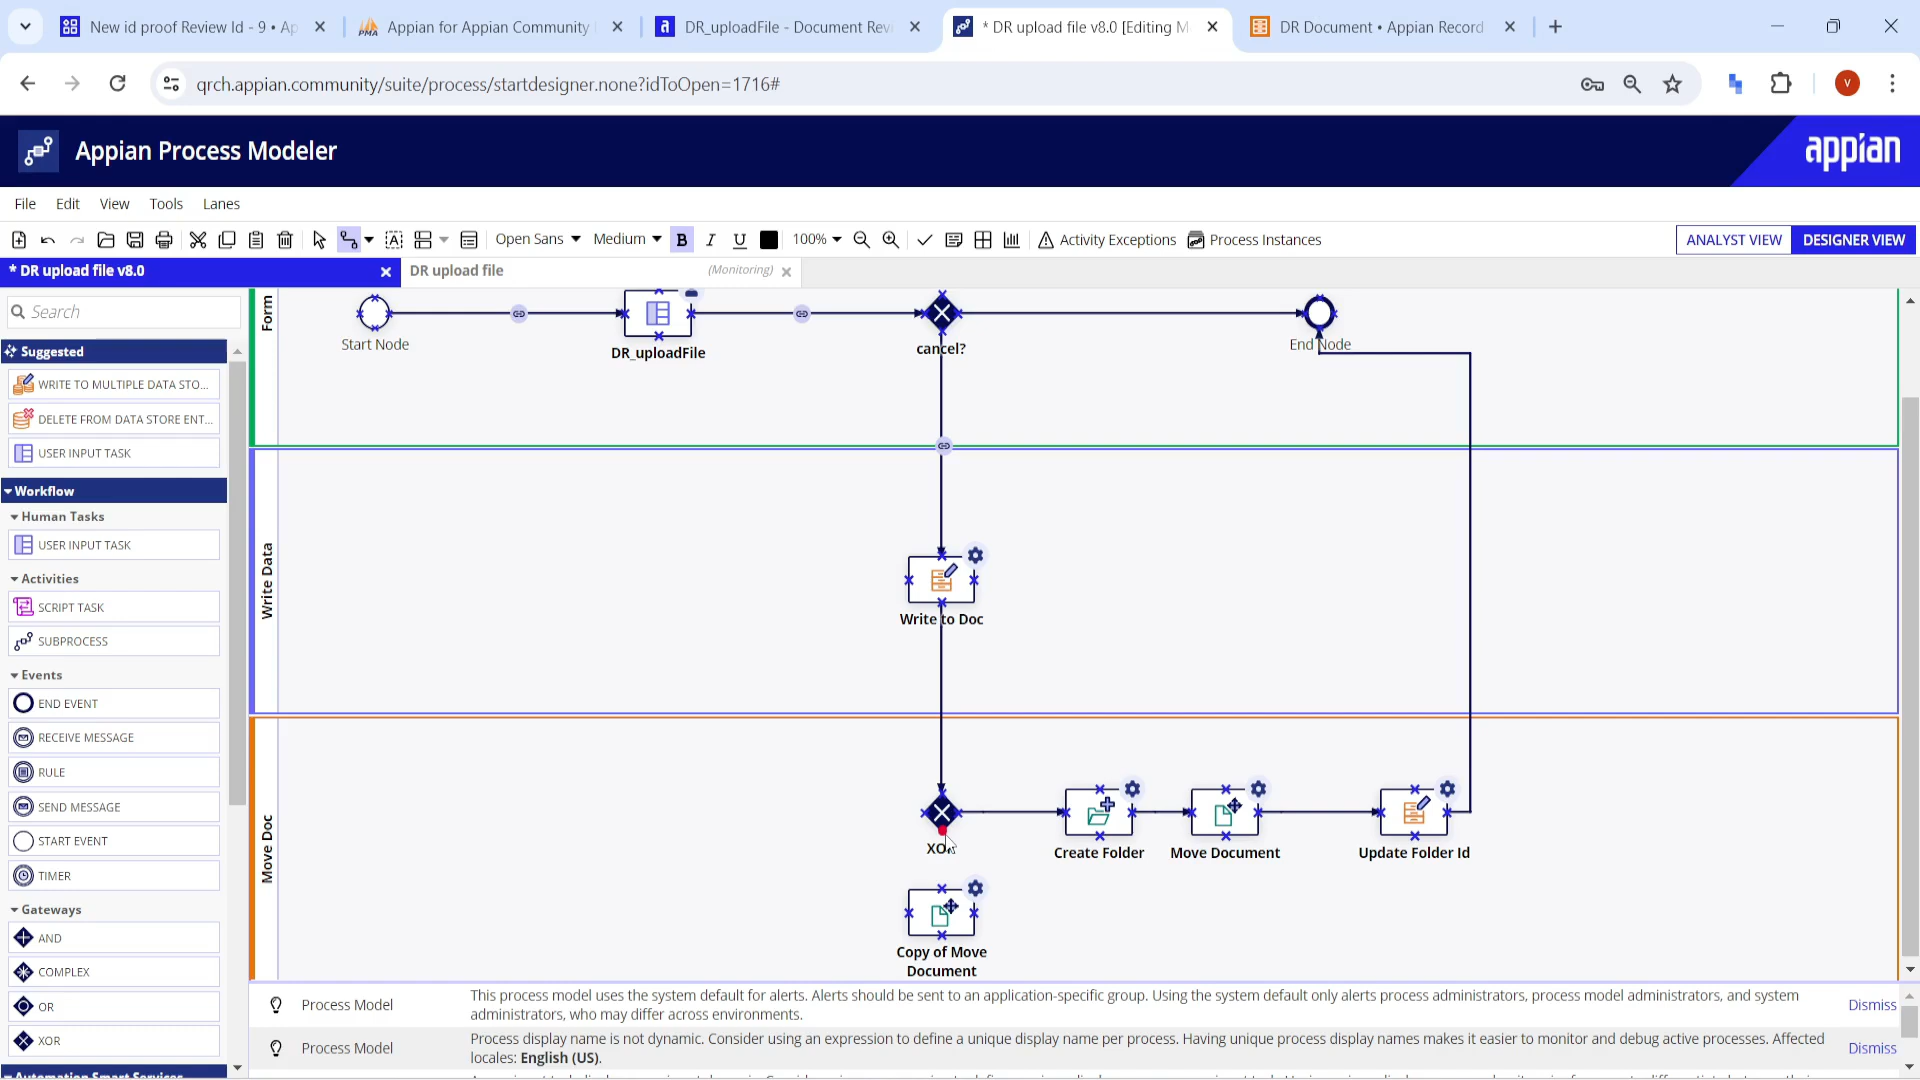 New id proof Review Id - 9 • Ap
Appian for Appian Community
DR_uploadFile - Document Rev
* DR upload file v8.0 [Editing M
DR Document • Appian Record
qrch.appian.community/suite/process/startdesigner.none?idToOpen=1716#
V
Appian Process Modeler
appian
File Edit View Tools Lanes
Open Sans Medium B I U 100% Activity Exceptions Process Instances ANALYST VIEW DESIGNER VIEW
* DR upload file v8.0
DR upload file (Monitoring)
Search
Suggested
WRITE TO MULTIPLE DATA STO...
DELETE FROM DATA STORE ENT...
USER INPUT TASK
Workflow
Human Tasks
USER INPUT TASK
Activities
SCRIPT TASK
SUBPROCESS
Events
END EVENT
RECEIVE MESSAGE
RULE
SEND MESSAGE
START EVENT
TIMER
Gateways
AND
COMPLEX
OR
XOR
Automation Smart Services
Form
Start Node
DR_uploadFile
cancel?
End Node
Write Data
Write to Doc
Move Doc
Create Folder
Move Document
Update Folder Id
Copy of Move
Document
Process Model
This process model uses the system default for alerts. Alerts should be sent to an application-specific group. Using the system default only alerts process administrators, process model administrators, and system
administrators, who may differ across environments.
Dismiss
Process Model
Process display name is not dynamic. Consider using an expression to define a unique display name per process. Having unique process display names makes it easier to monitor and debug active processes. Affected
locales: English (US).
Dismiss